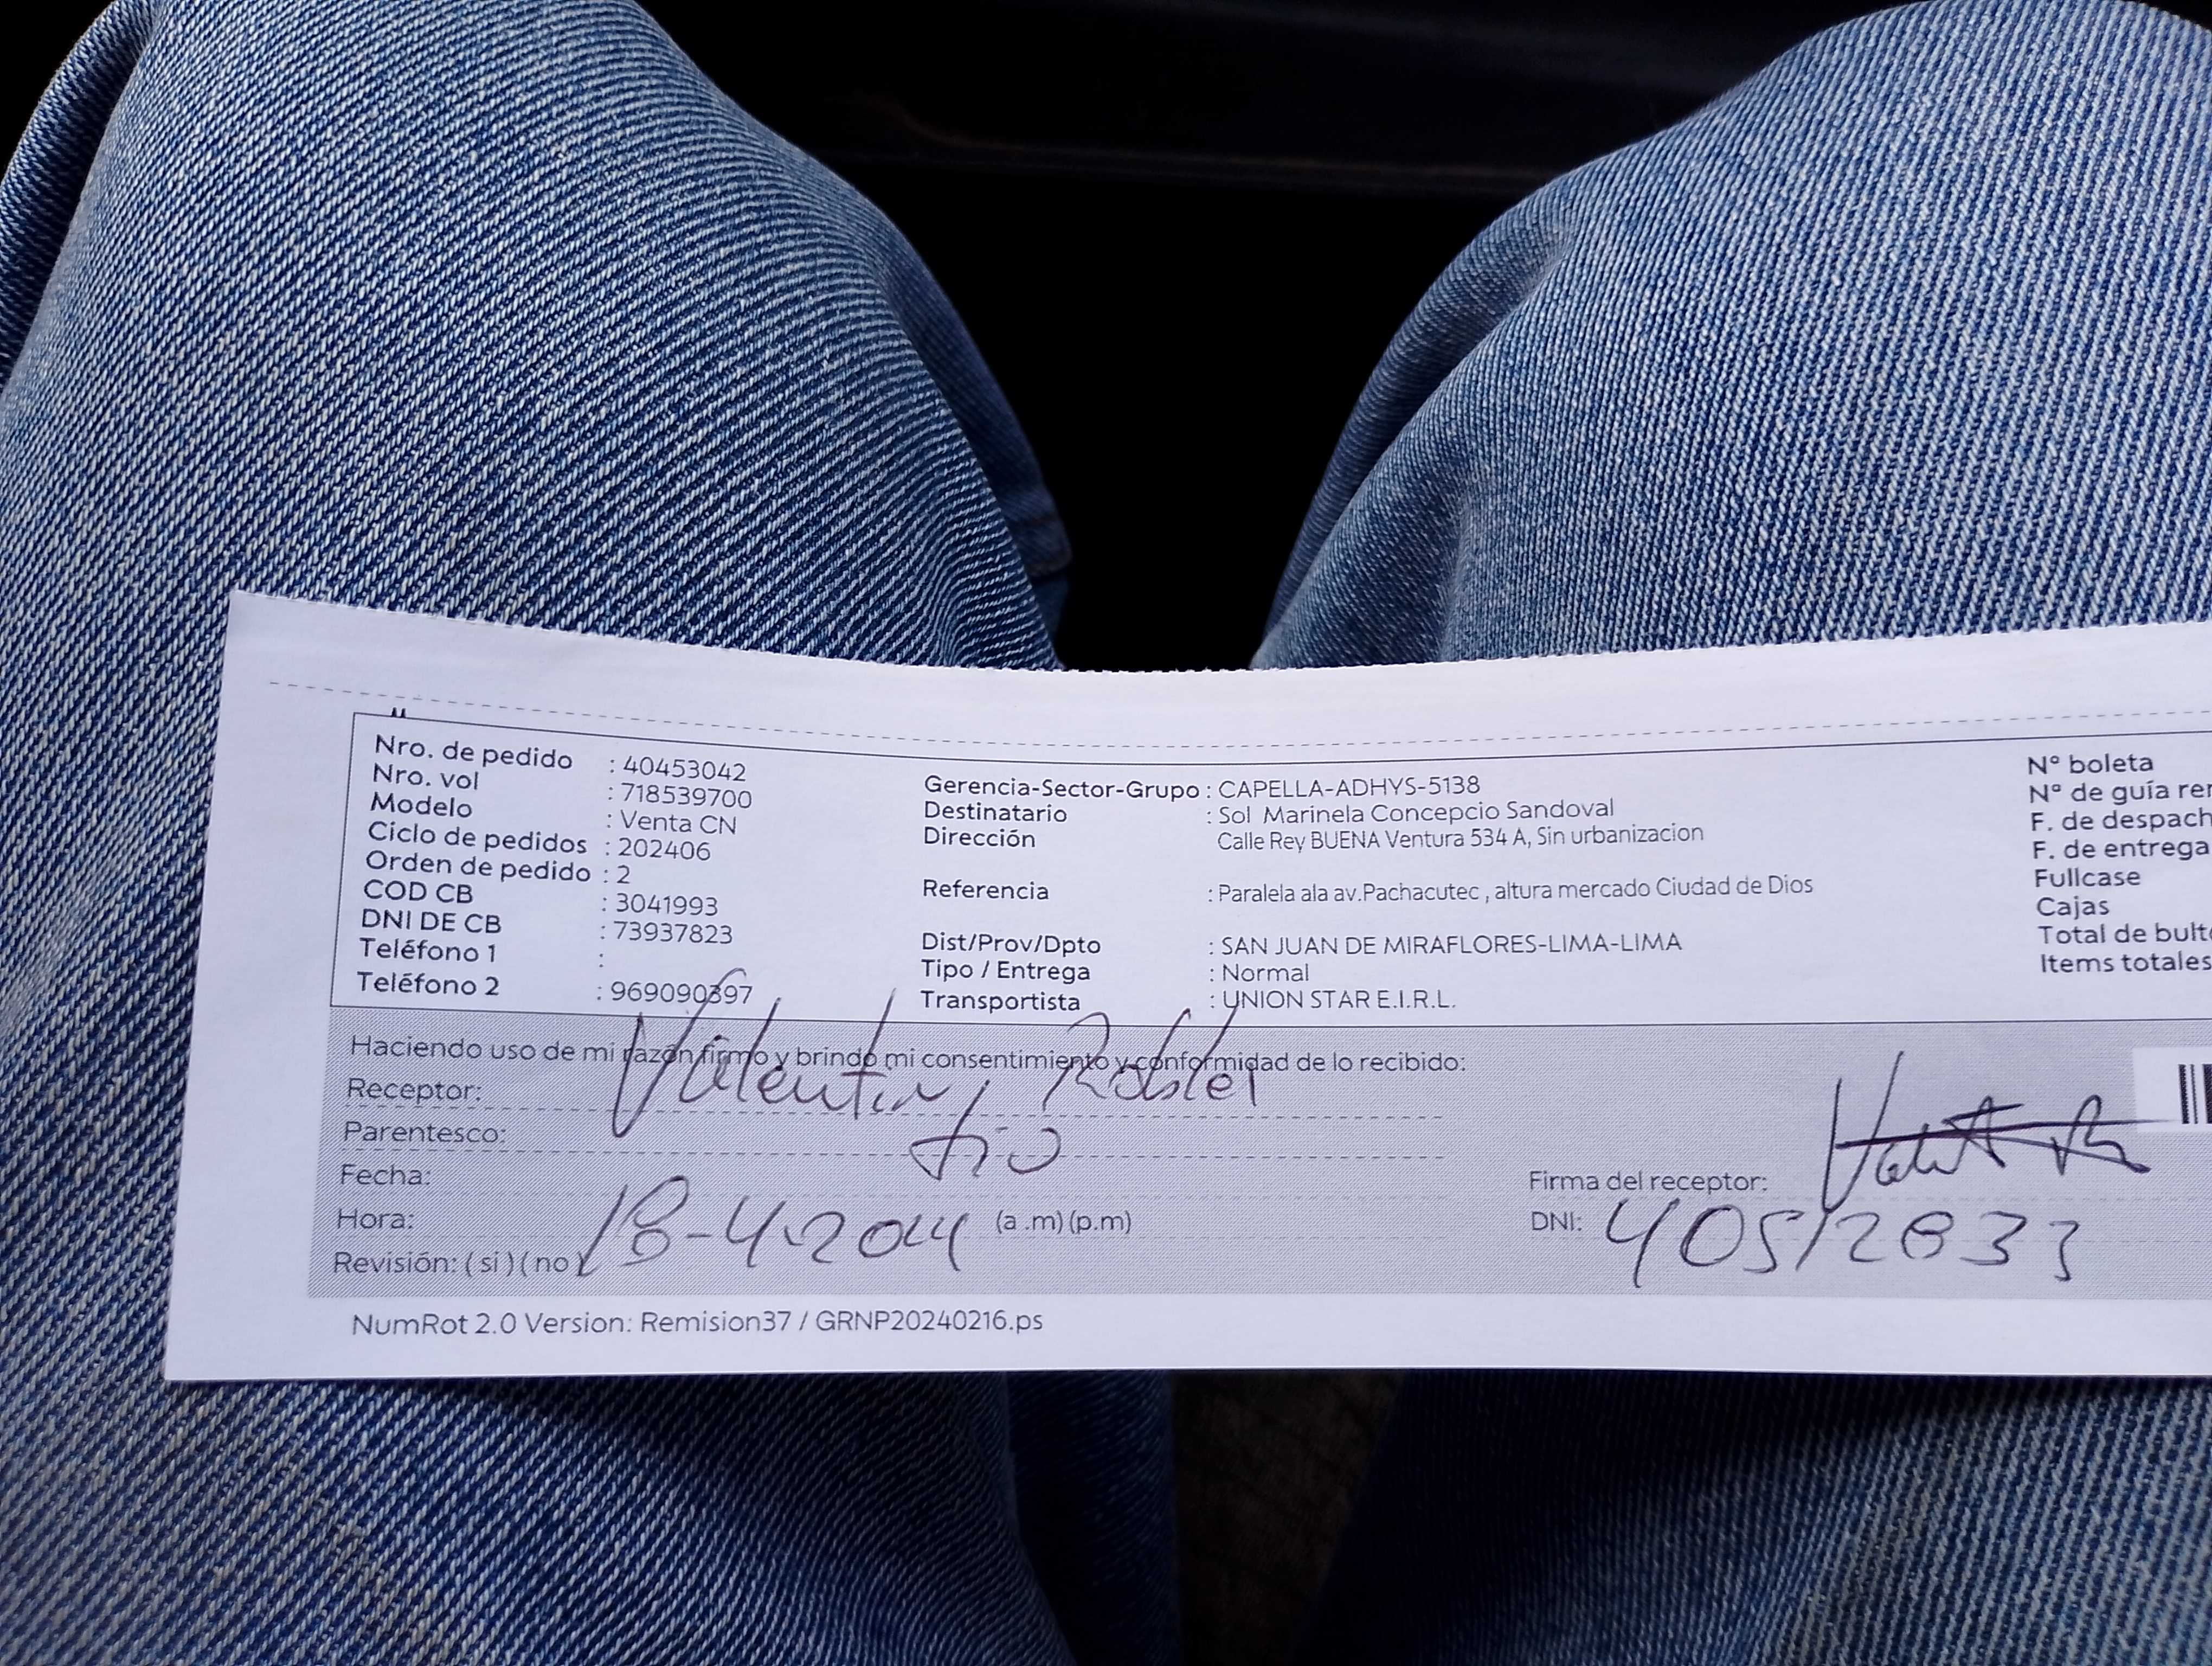 Nro. de pedido : 40453042
Nro. vol : 718539700
Modelo : Venta CN
Ciclo de pedidos : 202406
Orden de pedido : 2
COD CB : 3041993
DNI DE CB : 73937823
Teléfono 1 :
Teléfono 2 : 969090397
Gerencia-Sector-Grupo : CAPELLA-ADHYS-5138
Destinatario : Sol Marinela Concepcio Sandoval
Dirección Calle Rey BUENA Ventura 534 A, Sin urbanizacion
Referencia : Paralela ala av.Pachacutec , altura mercado Ciudad de Dios
Dist/Prov/Dpto : SAN JUAN DE MIRAFLORES-LIMA-LIMA
Tipo / Entrega : Normal
Transportista : UNION STAR E.I.R.L.
N° boleta
N° de guía rer
F. de despach
F. de entrega
Fullcase
Cajas
Total de bult
Items totales
Haciendo uso de mi razón firmo y brindo mi consentimiento y conformidad de lo recibido:
Receptor: Valentin Robles
Parentesco: tio
Fecha:
Hora: 18-4-2024 (a .m) (p.m)
Revisión: ( si ) ( no )
Firma del receptor:
DNI: 40512833
NumRot 2.0 Version: Remision37 / GRNP20240216.ps